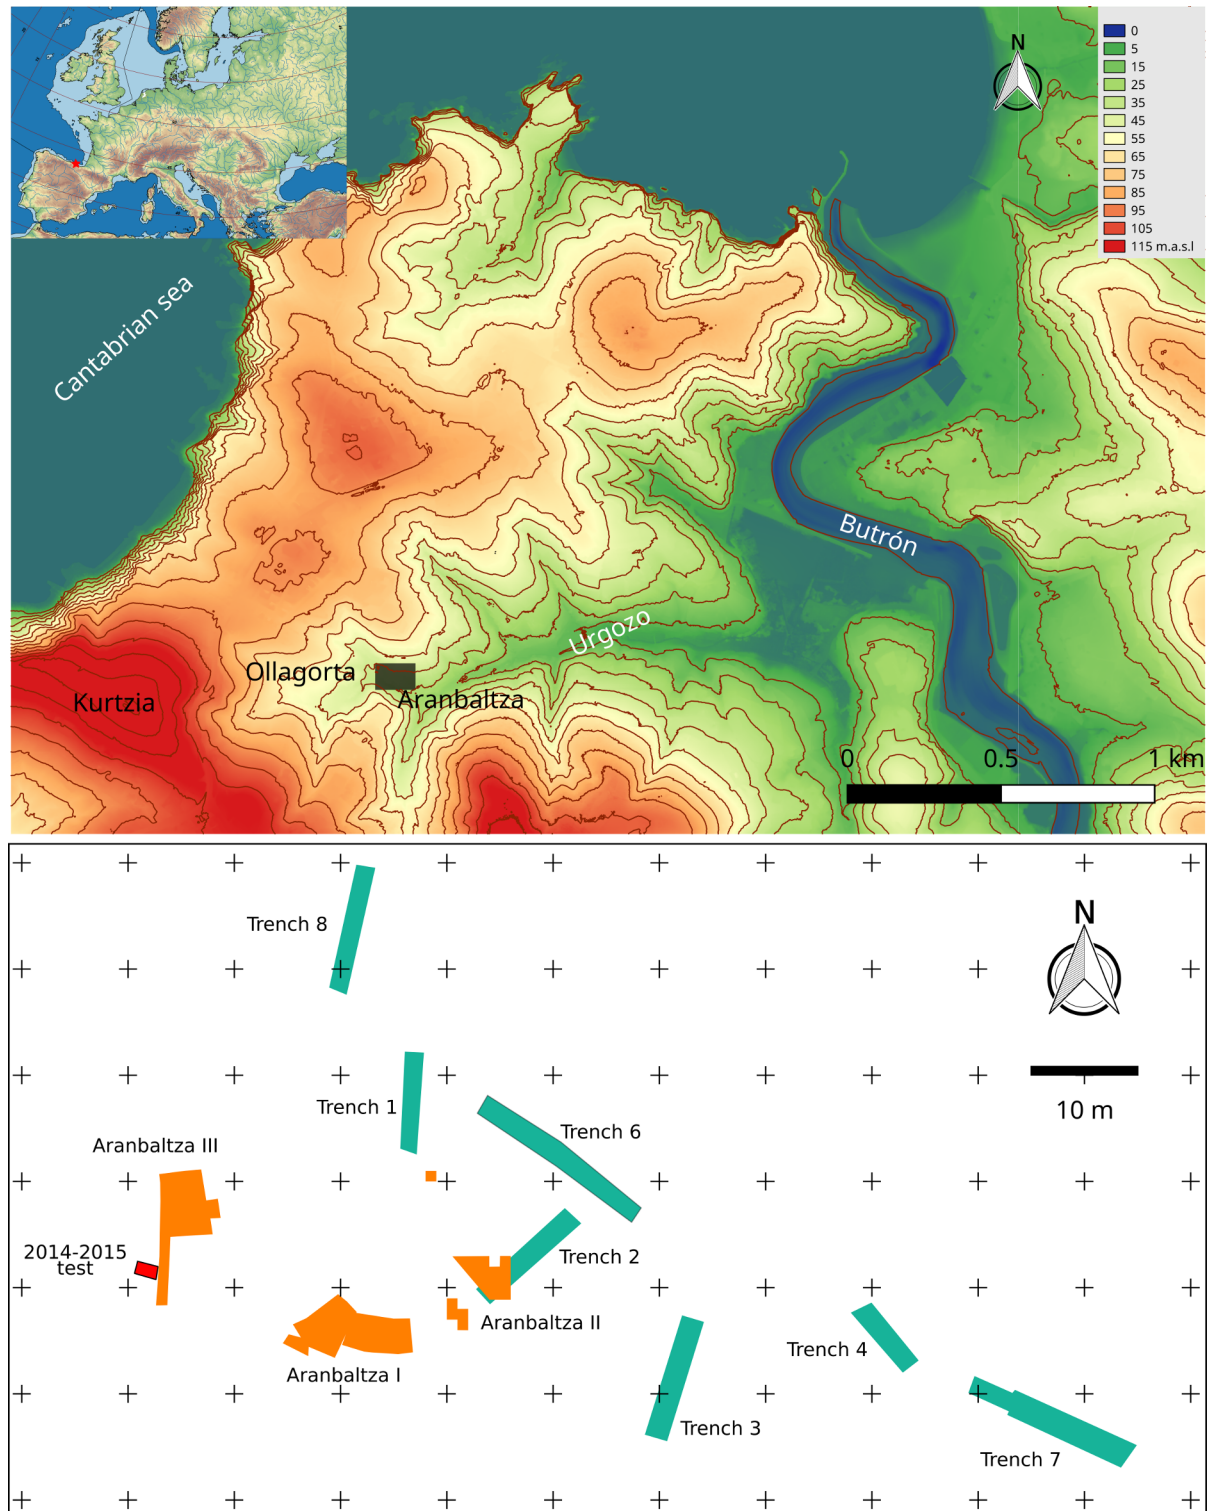 N
0
5
15
25
35
45
55
65
75
85
95
105
115 m.a.s.l
Cantabrian sea
Butrón
Urgozo
Ollagorta
Aranbaltza
Kurtzia
0 0.5 1 km
Trench 8
N
10 m
Trench 1
Trench 6
Aranbaltza III
2014-2015
test
Trench 2
Aranbaltza II
Trench 4
Aranbaltza I
Trench 3
Trench 7